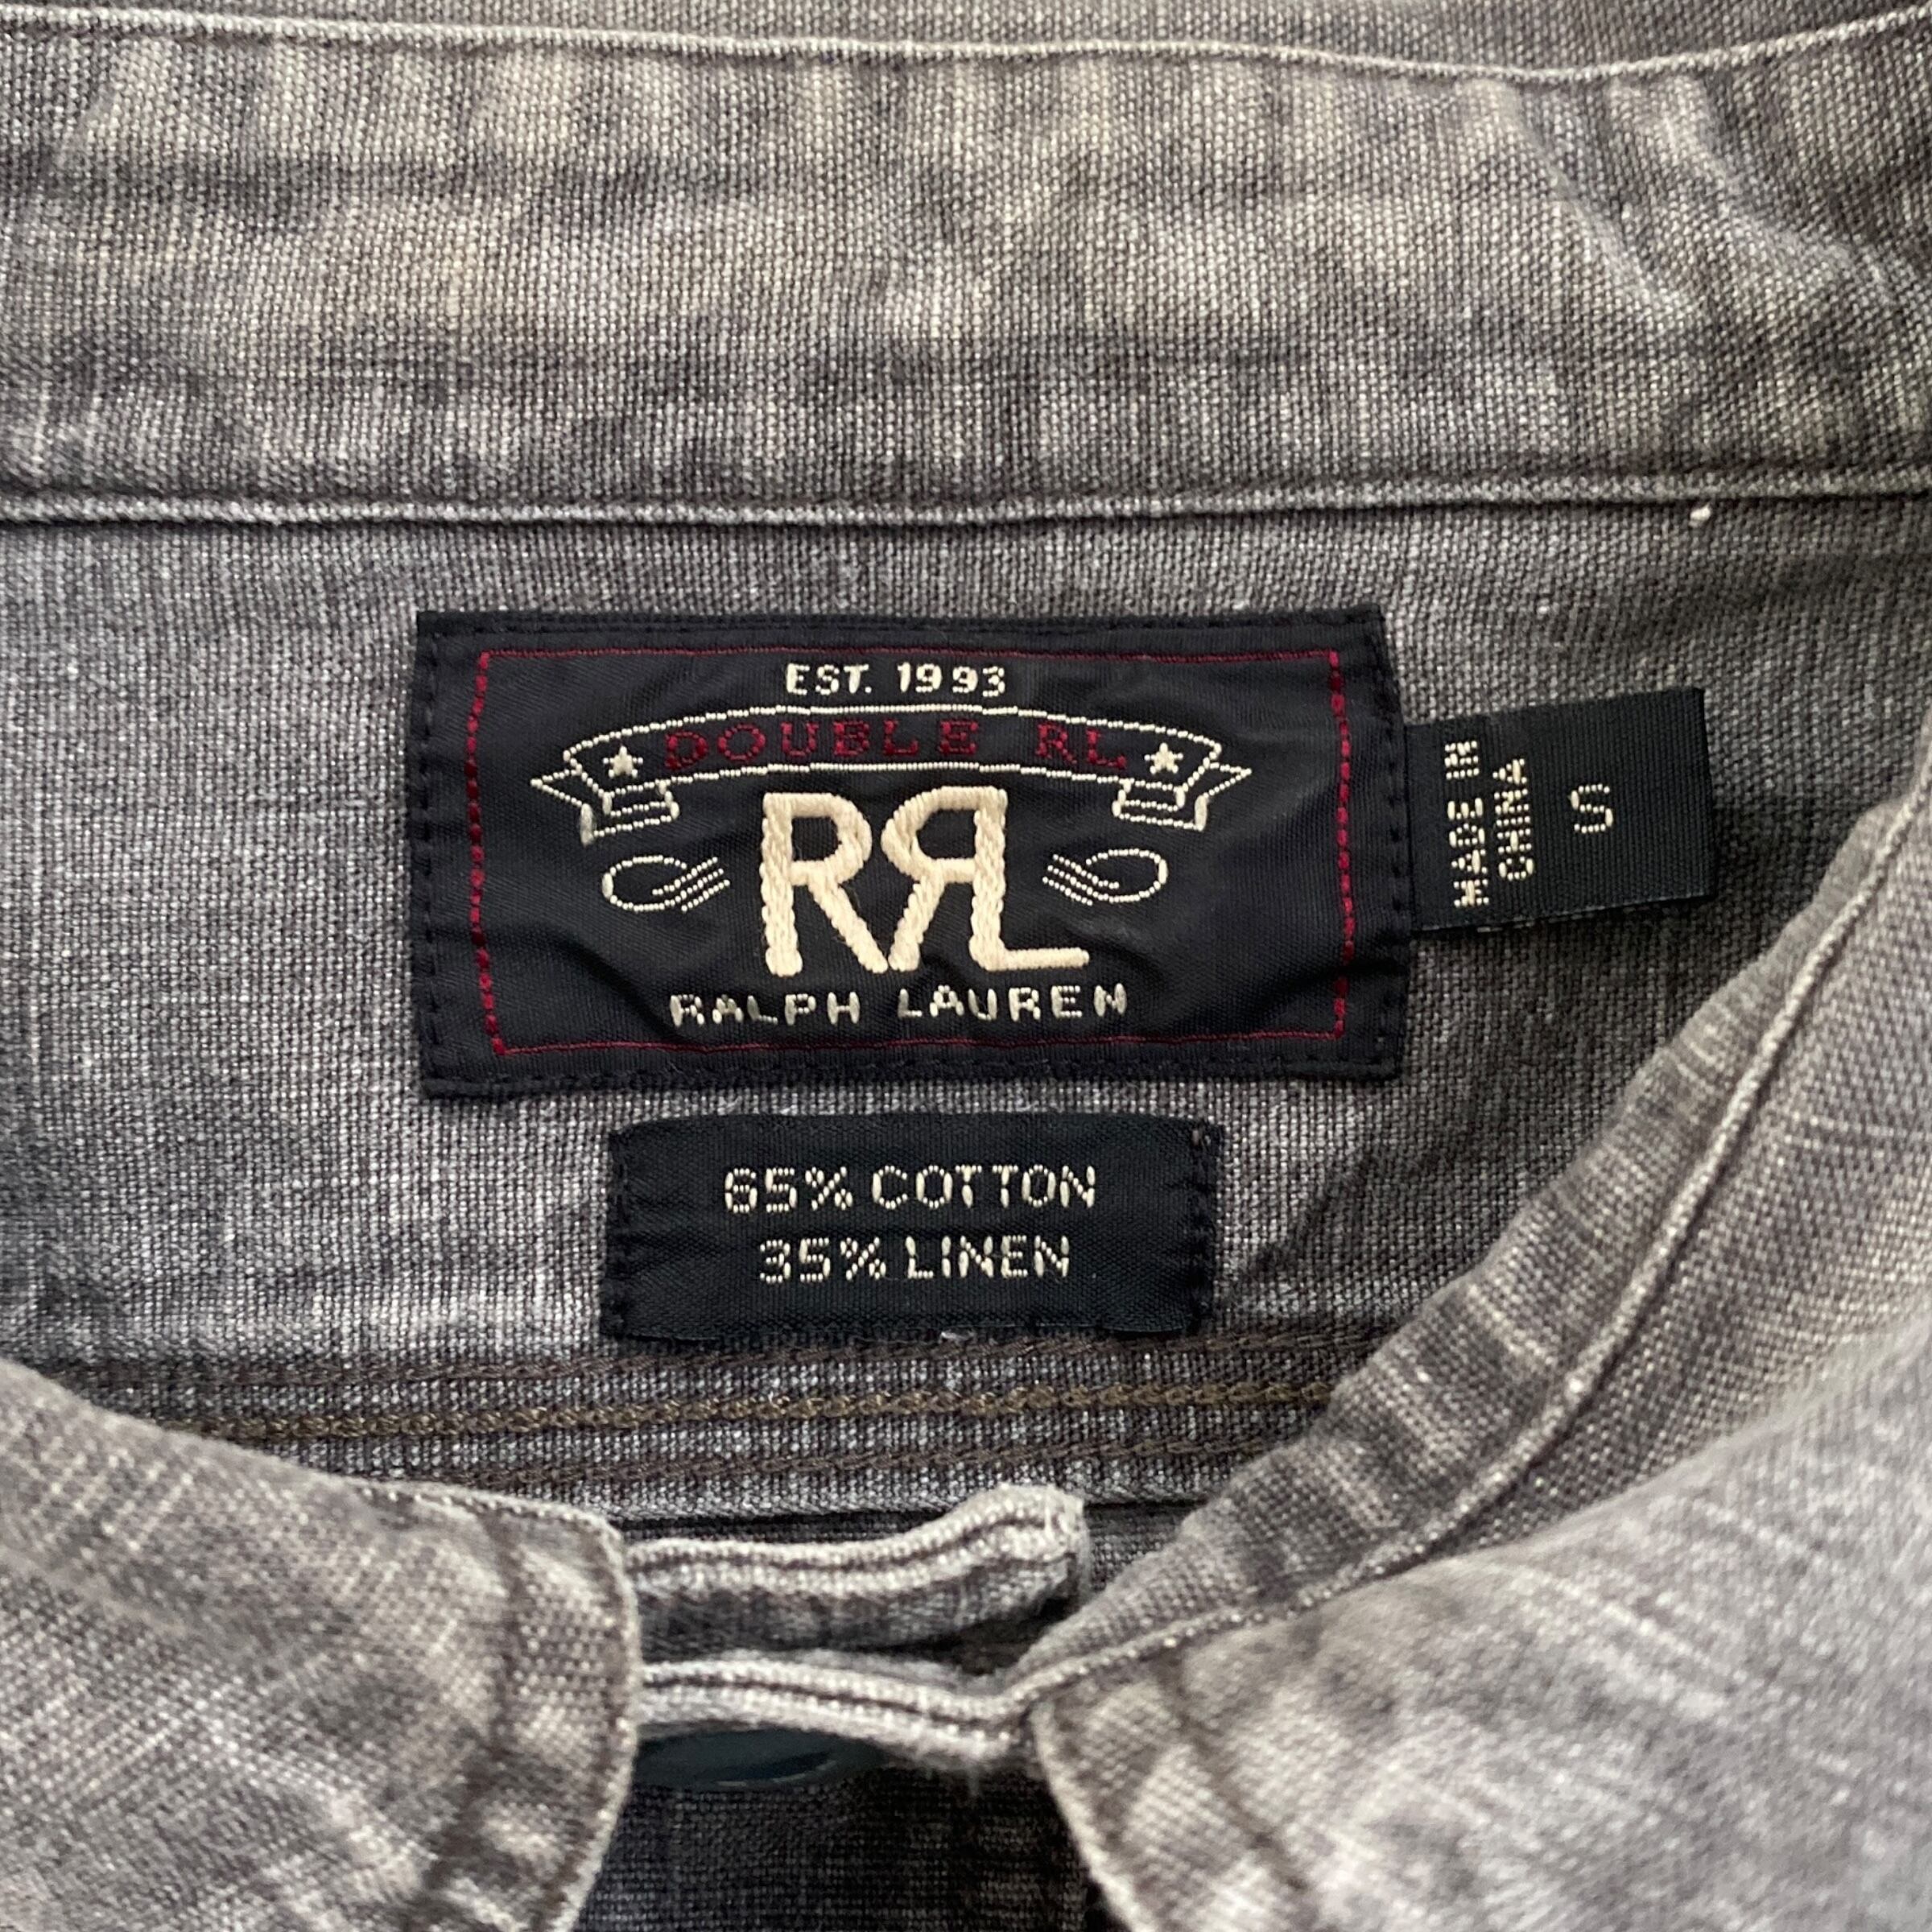 EST. 1993
DOUBLE RL
RRL
RALPH LAUREN
MADE IN
CHINA
S
65% COTTON
35% LINEN